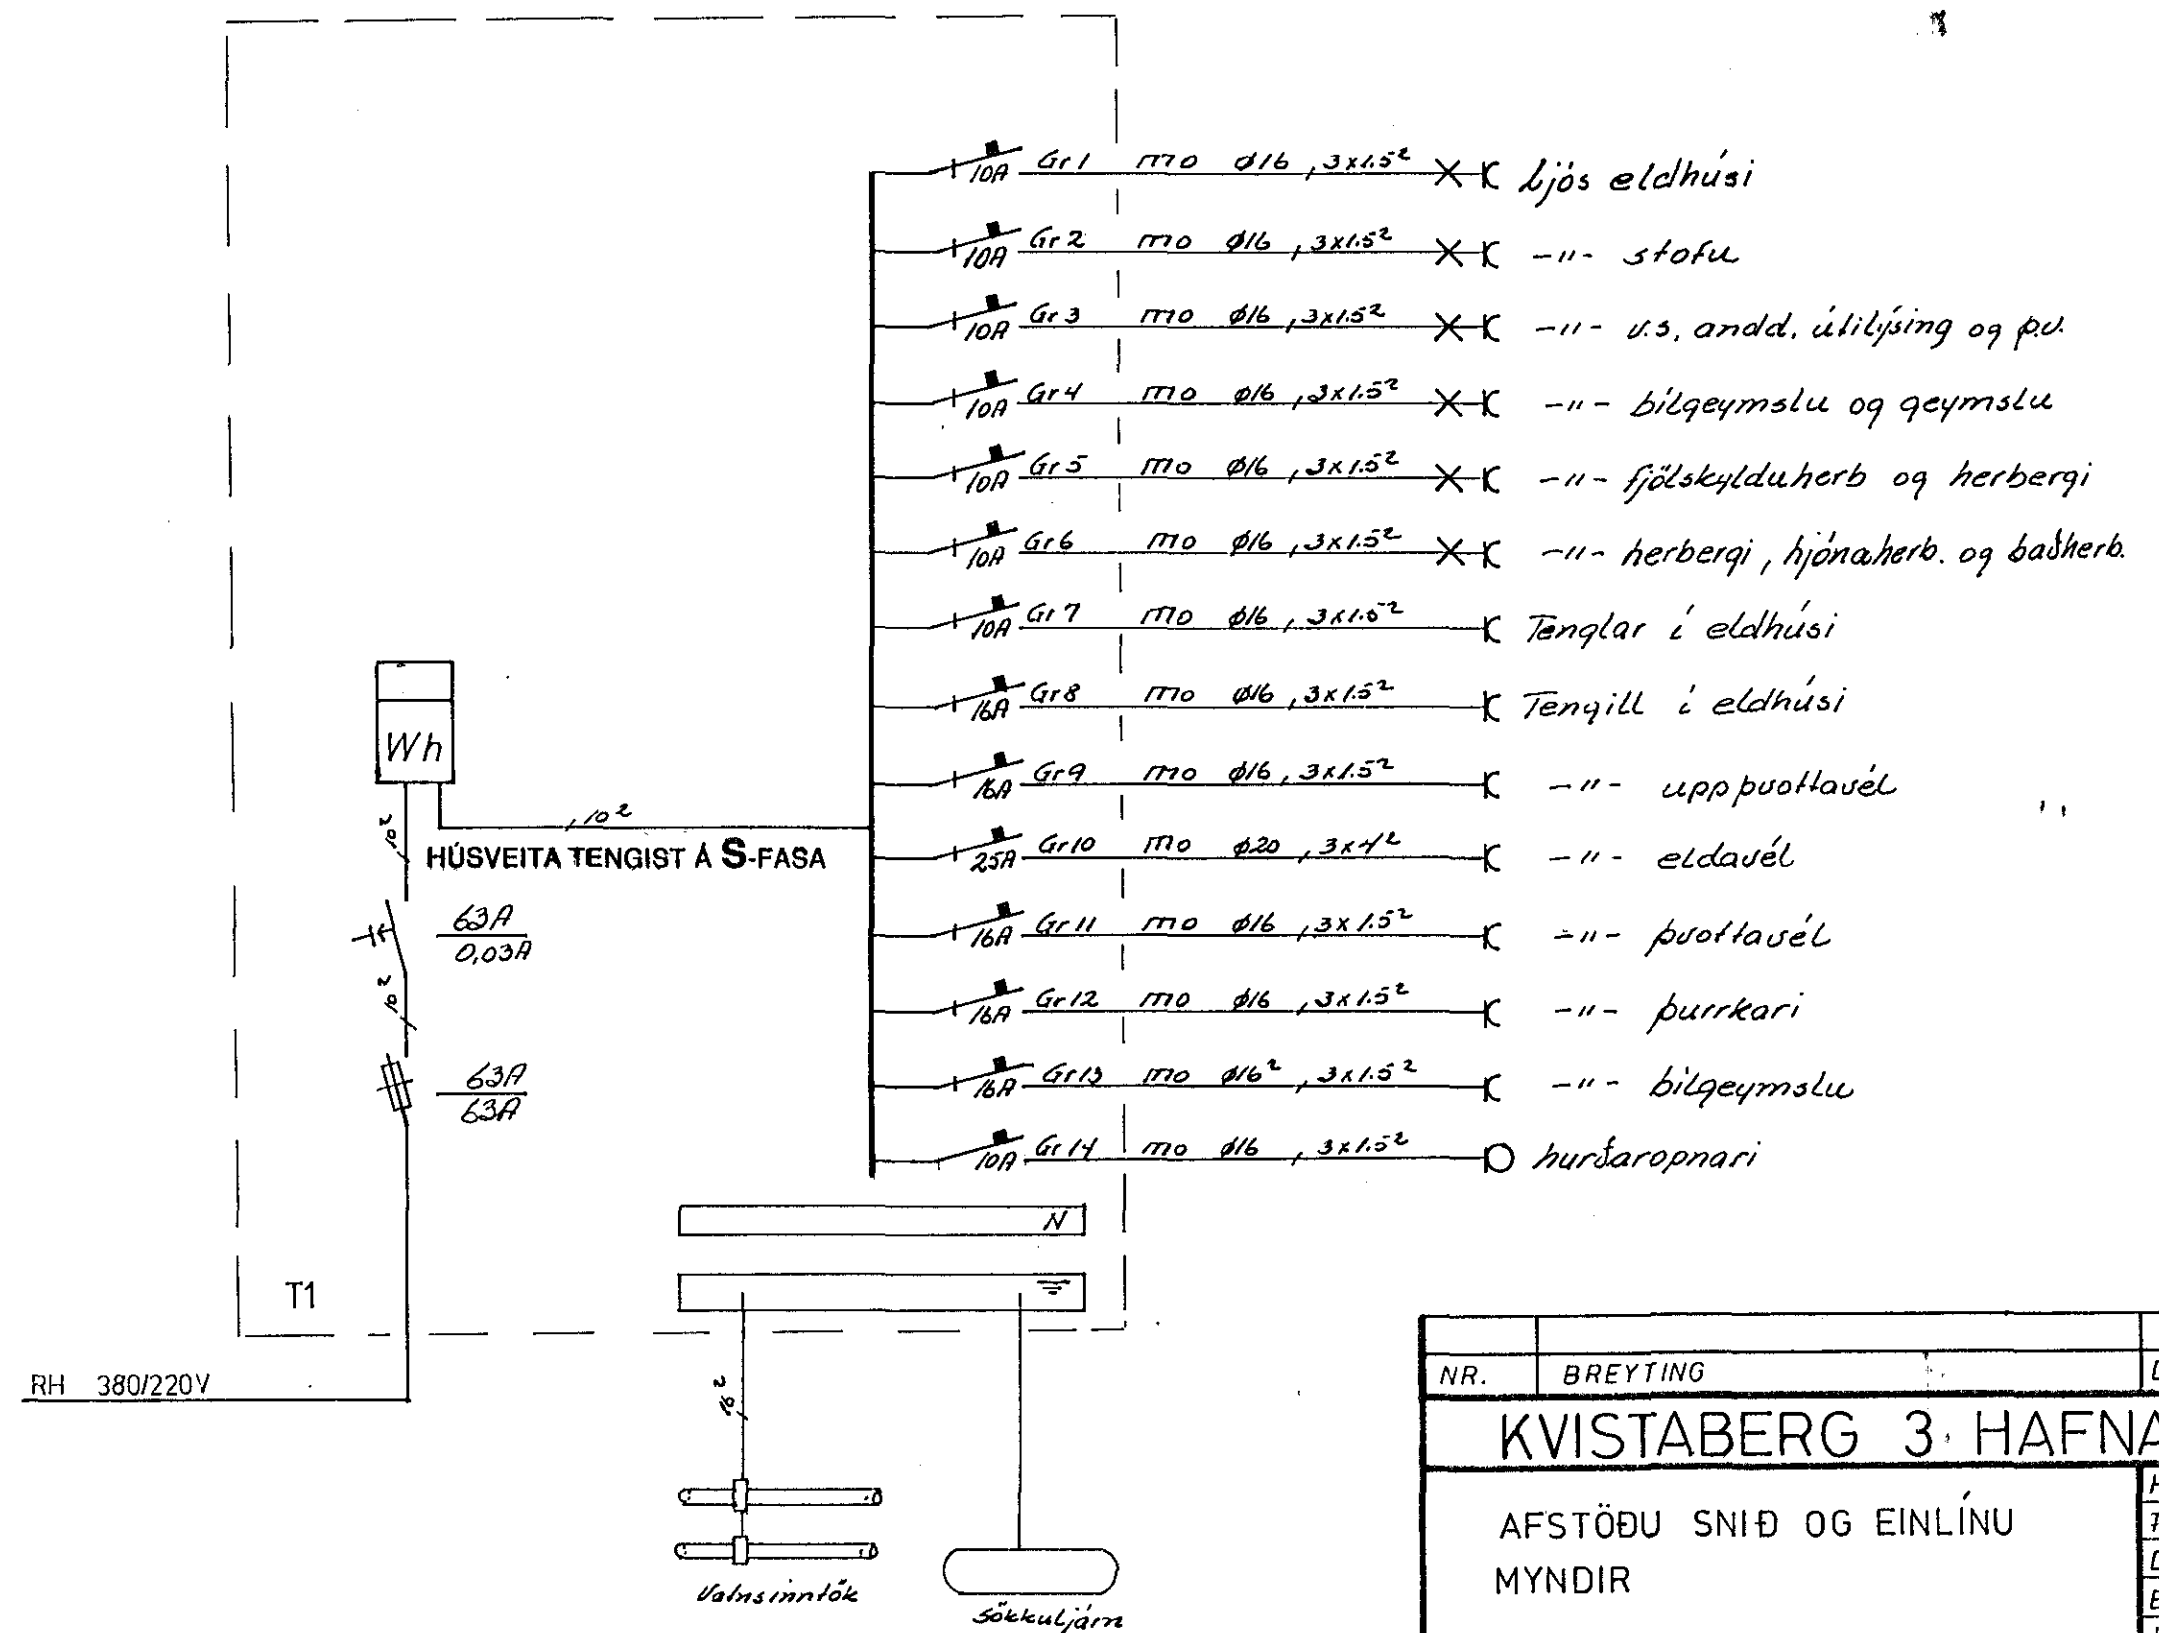 10A Gr 1 mo ø16, 3x1.5² Ljós eldhúsi
10A Gr 2 mo ø16, 3x1.5² -"- stofu
10A Gr 3 mo ø16, 3x1.5² -"- v.s. andd. útilýsing og þ.v.
10A Gr 4 mo ø16, 3x1.5² -"- bílgeymslu og geymslu
10A Gr 5 mo ø16, 3x1.5² -"- fjölskylduherb og herbergi
10A Gr 6 mo ø16, 3x1.5² -"- herbergi, hjónaherb. og baðherb.
10A Gr 7 mo ø16, 3x1.5² Tenglar í eldhúsi
16A Gr 8 mo ø16, 3x1.5² Tengill í eldhúsi
16A Gr 9 mo ø16, 3x1.5² -"- uppþvottavél
25A Gr 10 mo ø20, 3x4² -"- eldavél
16A Gr 11 mo ø16, 3x1.5² -"- þvottavél
16A Gr 12 mo ø16, 3x1.5² -"- þurrkari
16A Gr 13 mo ø16², 3x1.5² -"- bílgeymslu
10A Gr 14 mo ø16, 3x1.5² hurðaropnari
Wh
10²
10²
HÚSVEITA TENGIST Á S-FASA
63A
0,03A
10²
63A
63A
N
T1
RH 380/220V
10²
Vatnsinntök
Sökkuljárn
NR. BREYTING
KVISTABERG 3 HAFNA
AFSTÖÐU SNIÐ OG EINLÍNU
MYNDIR